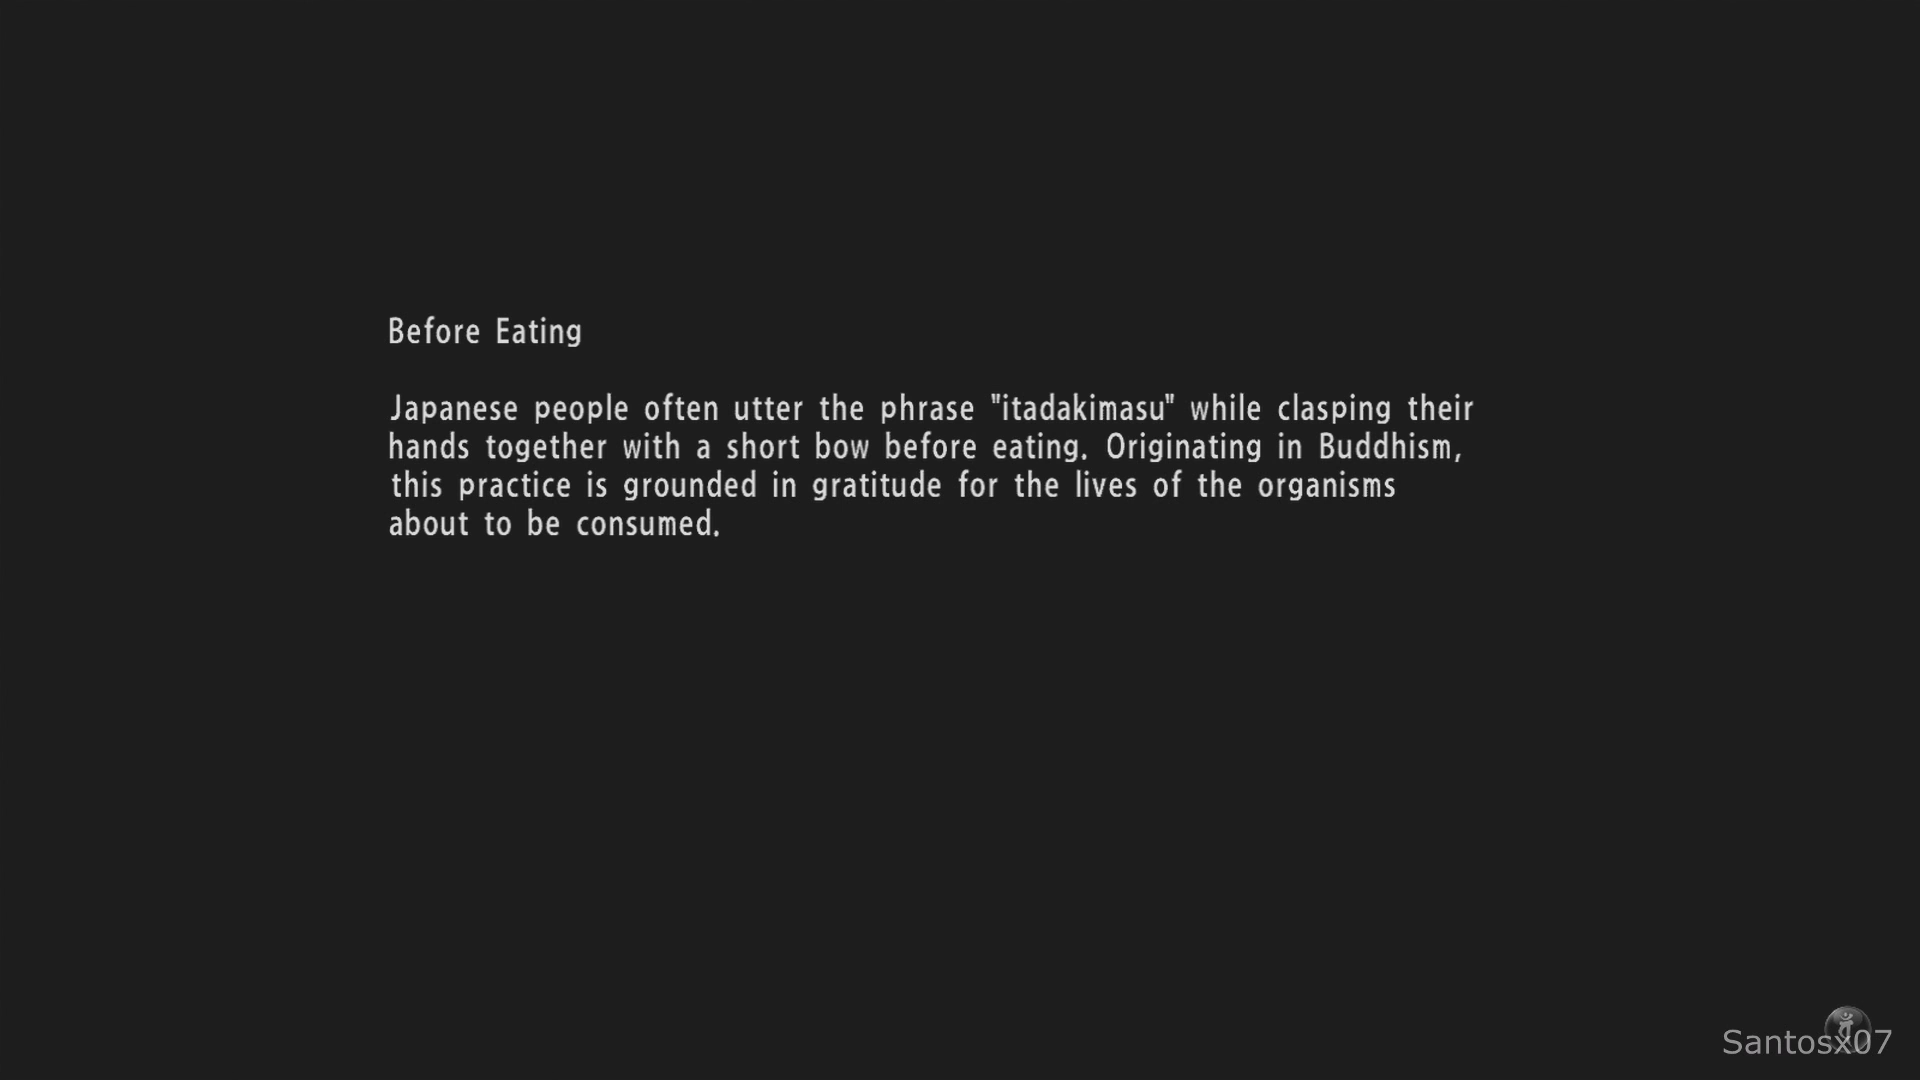 Before Eating
Japanese people often utter the phrase "itadakimasu" while clasping their
hands together with a short bow before eating. Originating in Buddhism,
this practice is grounded in gratitude for the lives of the organisms
about to be consumed.
Santosx07